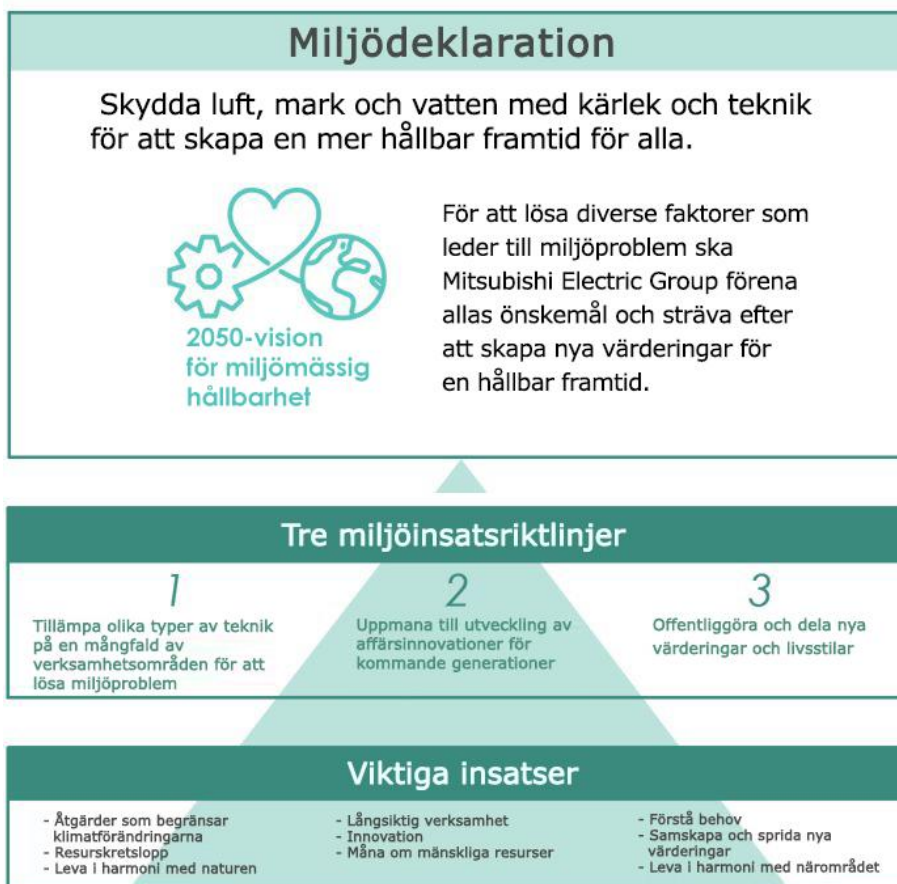 Miljödeklaration
Skydda luft, mark och vatten med kärlek och teknik
för att skapa en mer hållbar framtid för alla.
2050-vision
för miljömässig
hållbarhet
För att lösa diverse faktorer som
leder till miljöproblem ska
Mitsubishi Electric Group förena
allas önskemål och sträva efter
att skapa nya värderingar för
en hållbar framtid.
Tre miljöinsatsriktlinjer
1
Tillämpa olika typer av teknik
på en mångfald av
verksamhetsområden för att
lösa miljöproblem
2
Uppmana till utveckling av
affärsinnovationer för
kommande generationer
3
Offentliggöra och dela nya
värderingar och livsstilar
Viktiga insatser
- Åtgärder som begränsar
klimatförändringarna
- Resurskretslopp
- Leva i harmoni med naturen
- Långsiktig verksamhet
- Innovation
- Måna om mänskliga resurser
- Förstå behov
- Samskapa och sprida nya
värderingar
- Leva i harmoni med närområdet